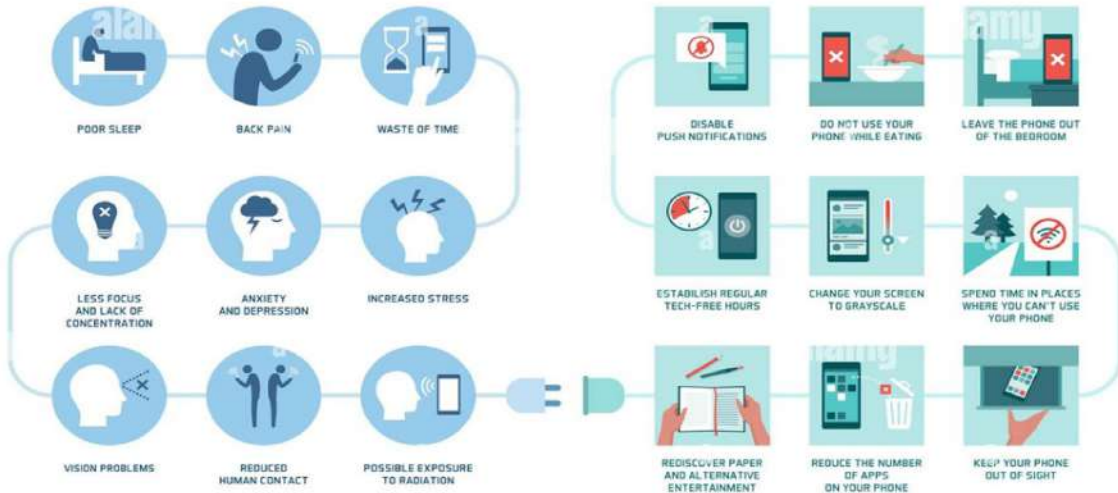 POOR SLEEP
BACK PAIN
WASTE OF TIME
LESS FOCUS
AND LACK OF
CONCENTRATION
ANXIETY
AND DEPRESSION
INCREASED STRESS
VISION PROBLEMS
REDUCED
HUMAN CONTACT
POSSIBLE EXPOSURE
TO RADIATION
DISABLE
PUSH NOTIFICATIONS
DO NOT USE YOUR
PHONE WHILE EATING
LEAVE THE PHONE OUT
OF THE BEDROOM
ESTABILISH REGULAR
TECH-FREE HOURS
CHANGE YOUR SCREEN
TO GRAYSCALE
SPEND TIME IN PLACES
WHERE YOU CAN'T USE
YOUR PHONE
REDISCOVER PAPER
AND ALTERNATIVE
ENTERTAINMENT
REDUCE THE NUMBER
OF APPS
ON YOUR PHONE
KEEP YOUR PHONE
OUT OF SIGHT